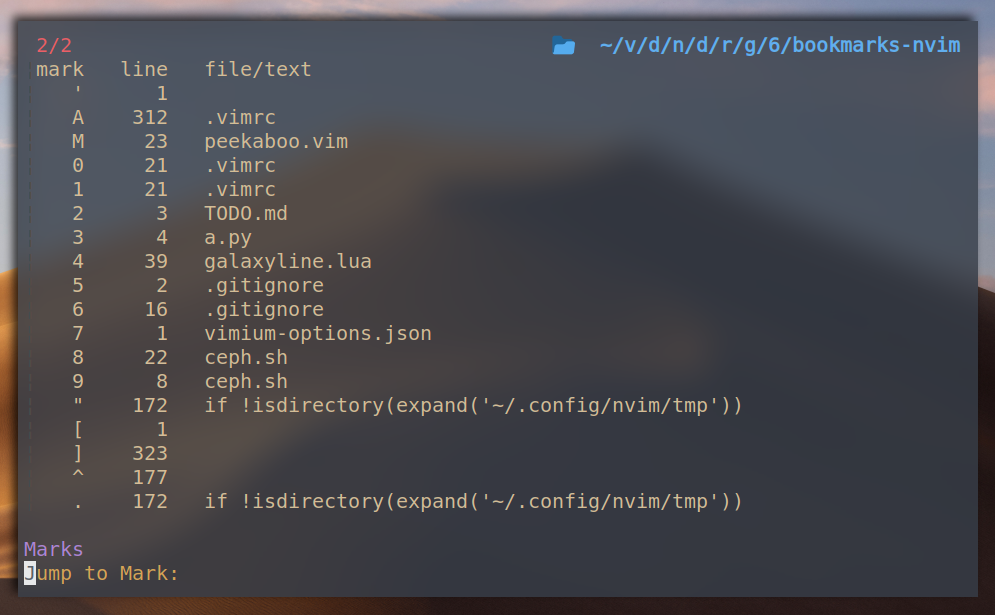 2/2 ~/v/d/n/d/r/g/6/bookmarks-nvim
mark line file/text
' 1
A 312 .vimrc
M 23 peekaboo.vim
0 21 .vimrc
1 21 .vimrc
2 3 TODO.md
3 4 a.py
4 39 galaxyline.lua
5 2 .gitignore
6 16 .gitignore
7 1 vimium-options.json
8 22 ceph.sh
9 8 ceph.sh
" 172 if !isdirectory(expand('~/.config/nvim/tmp'))
[ 1
] 323
^ 177
. 172 if !isdirectory(expand('~/.config/nvim/tmp'))
Marks
Jump to Mark: